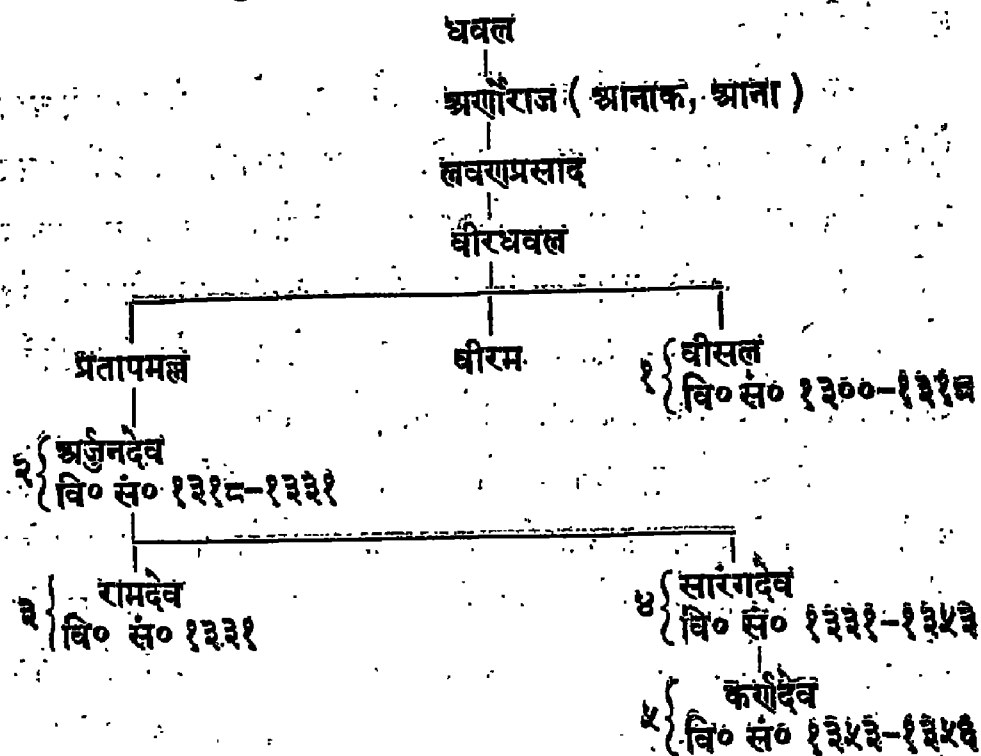 धवल
अर्णोराज ( आनाक, आना )
लवणप्रसाद
वीरधवल
प्रतापमल्ल वीरम १ वीसल
वि० सं० १३००-१३१८
२ अर्जुनदेव
वि० सं० १३१८-१३३१
३ रामदेव
वि० सं० १३३१
४ सारंगदेव
वि० सं० १३३१-१३५३
५ कर्णदेव
वि० सं० १३५३-१३५६